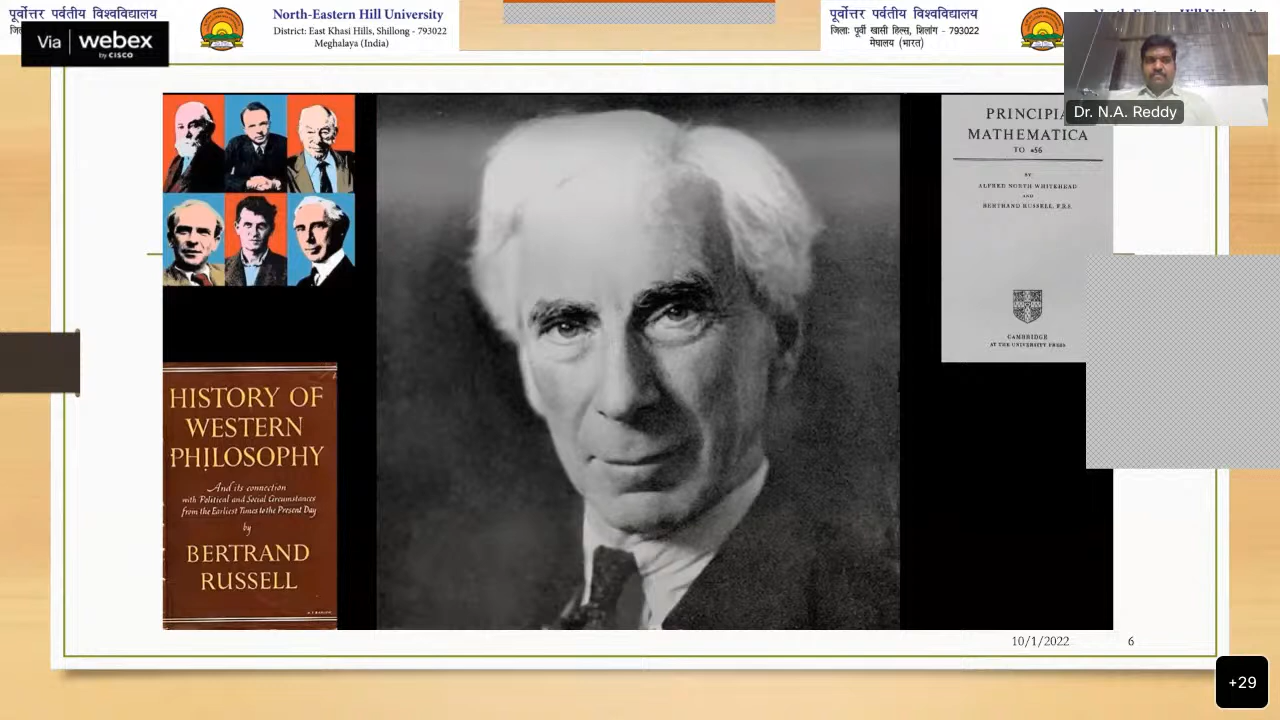 पूर्वोत्तर पर्वतीय विश्वविद्यालय
North-Eastern Hill University
District: East Khasi Hills, Shillong - 793022
Meghalaya (India)
पूर्वोत्तर पर्वतीय विश्वविद्यालय
जिला: पूर्वी खासी हिल्स, शिलांग - 793022
मेघालय (भारत)
Via webex
by CISCO
Dr. N.A. Reddy
PRINCIPIA
MATHEMATICA
TO *56
BY
ALFRED NORTH WHITEHEAD
AND
BERTRAND RUSSELL, F.R.S.
CAMBRIDGE
AT THE UNIVERSITY PRESS
HISTORY OF
WESTERN
PHILOSOPHY
And its connection
with Political and Social Circumstances
from the Earliest Times to the Present Day
by
BERTRAND
RUSSELL
10/1/2022 6
+29